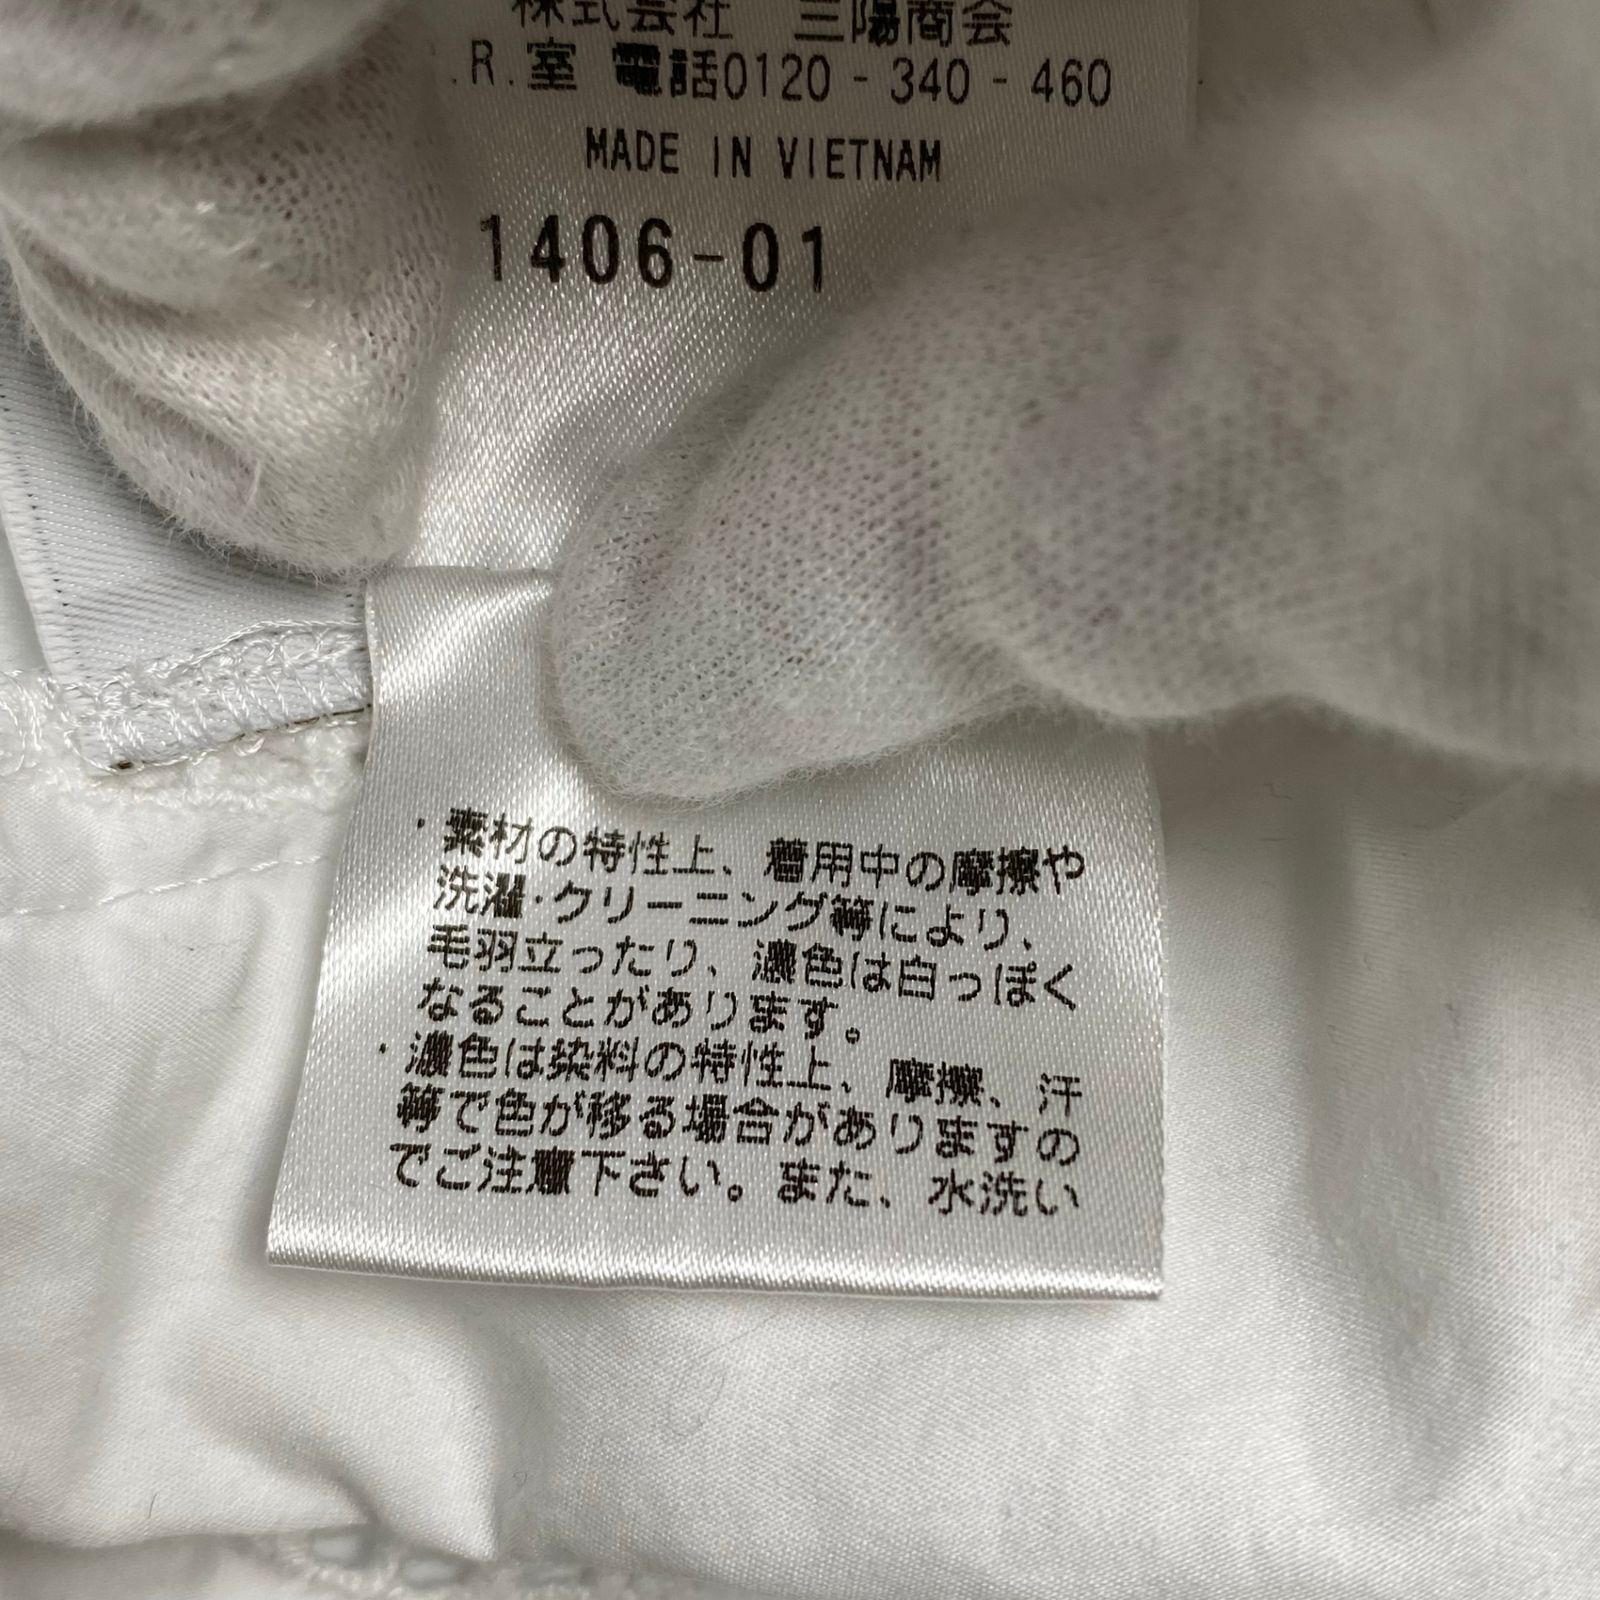 株式会社 三陽商会
.R.室 電話0120-340-460
MADE IN VIETNAM
1406-01
・素材の特性上、着用中の摩擦や
洗濯・クリーニング等により、
毛羽立ったり、濃色は白っぽく
なることがあります。
・濃色は染料の特性上、摩擦、汗
等で色が移る場合がありますの
でご注意下さい。また、水洗い